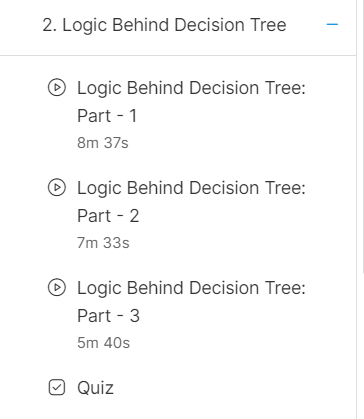 2. Logic Behind Decision Tree
Logic Behind Decision Tree:
Part - 1
8m 37s
Logic Behind Decision Tree:
Part - 2
7m 33s
Logic Behind Decision Tree:
Part - 3
5m 40s
Quiz